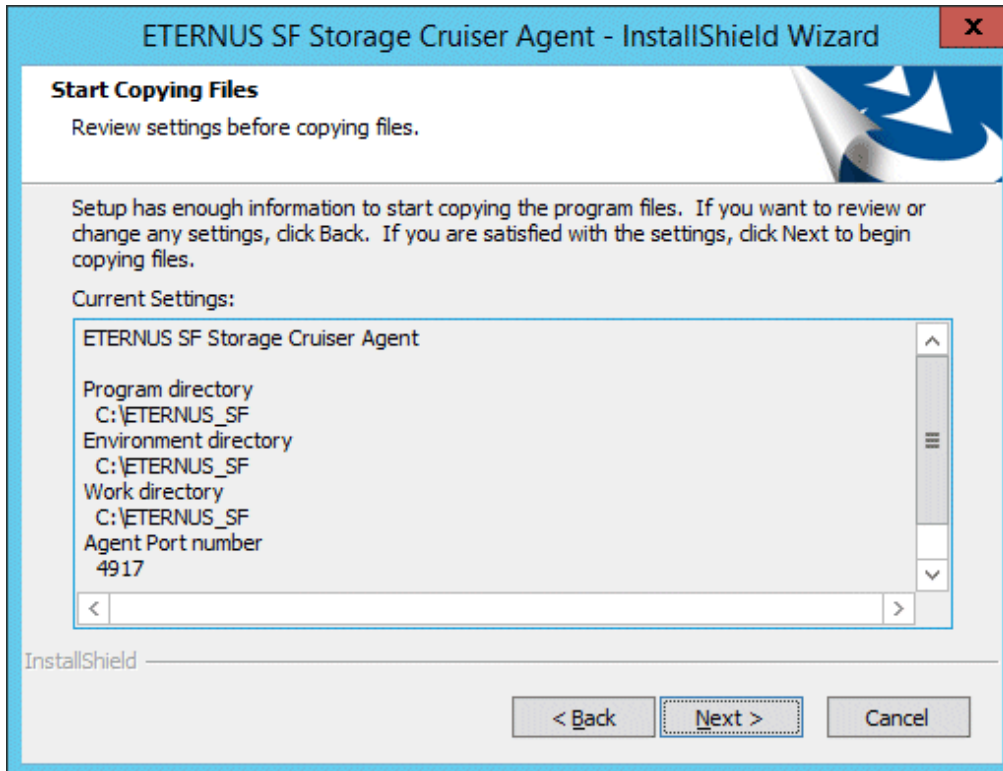 ETERNUS SF Storage Cruiser Agent - InstallShield Wizard
x
Start Copying Files
Review settings before copying files.
Setup has enough information to start copying the program files. If you want to review or
change any settings, click Back. If you are satisfied with the settings, click Next to begin
copying files.
Current Settings:
ETERNUS SF Storage Cruiser Agent
Program directory
C:\ETERNUS_SF
Environment directory
C:\ETERNUS_SF
Work directory
C:\ETERNUS_SF
Agent Port number
4917
InstallShield
< Back Next > Cancel